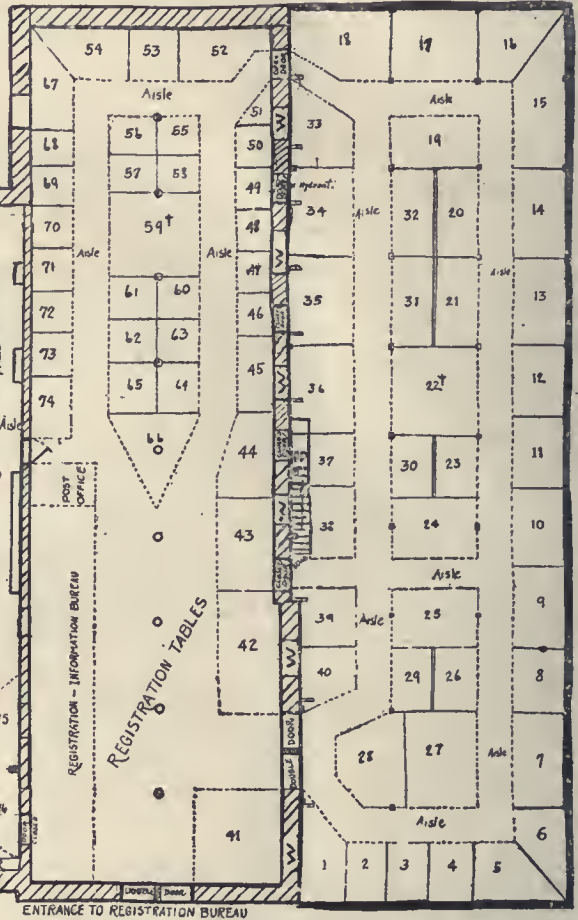 54 53 52
67
Aisle
56 55
51
68
50
57 58
69
49
70
59†
48
Aisle
Aisle
71
47
61 60
72
46
62 63
73
45
65 64
74
Aisle
66
44
POST OFFICE
43
REGISTRATION - INFORMATION BUREAU
REGISTRATION TABLES
42
41
DOUBLE DOOR
DOUBLE DOOR
ENTRANCE TO REGISTRATION BUREAU
W
W
W
W
W
W
W
18 17 16
Aisle
15
33
19
Hydrant
34
Aisle
32 20
14
Aisle
35
31 21
13
36
22†
12
37
30 23
11
32
24
10
Aisle
39
25
9
Aisle
40
29 26
8
28
27
Aisle
7
Aisle
6
1 2 3 4 5